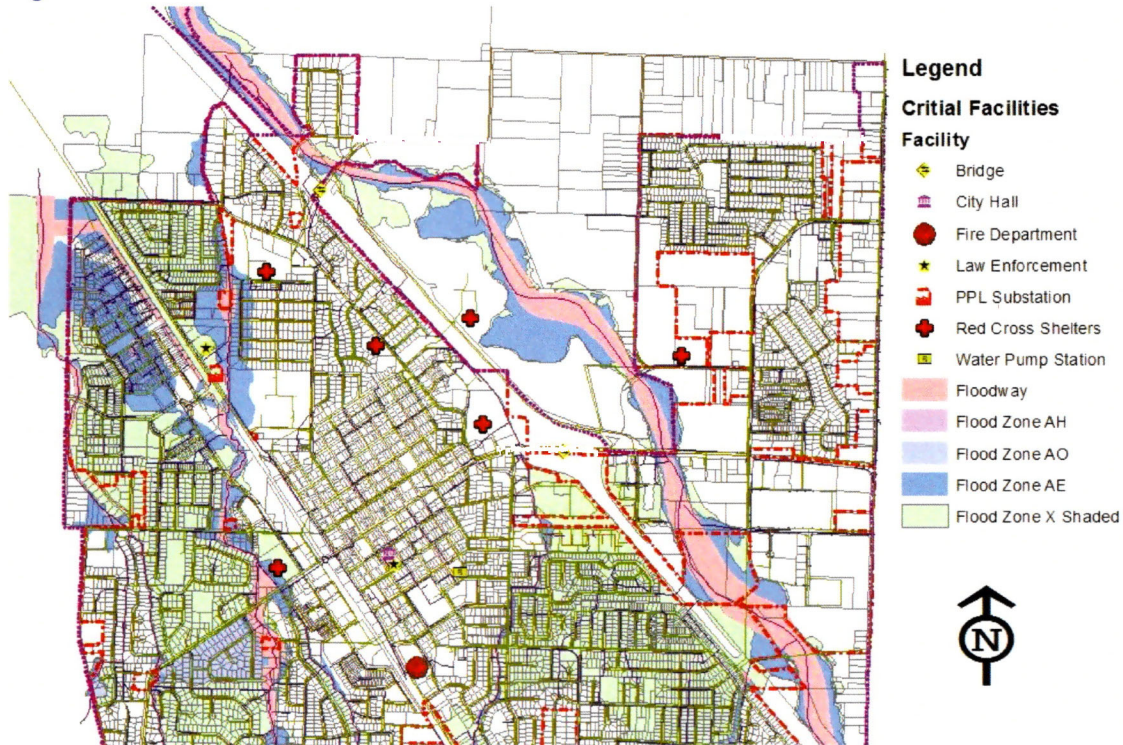 Legend
Critial Facilities
Facility
Bridge
City Hall
Fire Department
Law Enforcement
PPL Substation
Red Cross Shelters
Water Pump Station
Floodway
Flood Zone AH
Flood Zone AO
Flood Zone AE
Flood Zone X Shaded
N